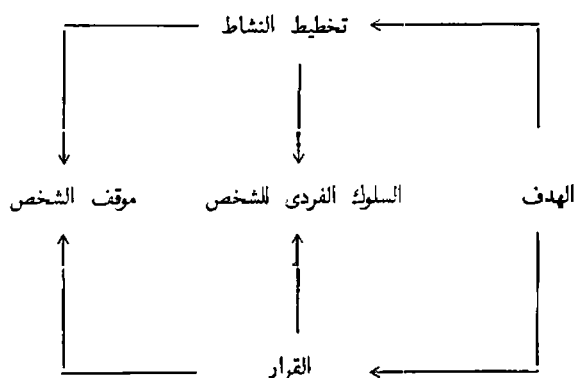 تخطيط النشاط
الهدف السلوك الفردى للشخص موقف الشخص
القرار